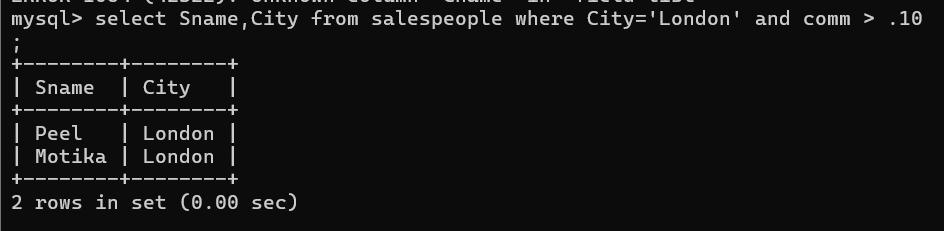 mysql> select Sname,City from salespeople where City='London' and comm > .10
;
+--------+--------+
| Sname  | City   |
+--------+--------+
| Peel   | London |
| Motika | London |
+--------+--------+
2 rows in set (0.00 sec)